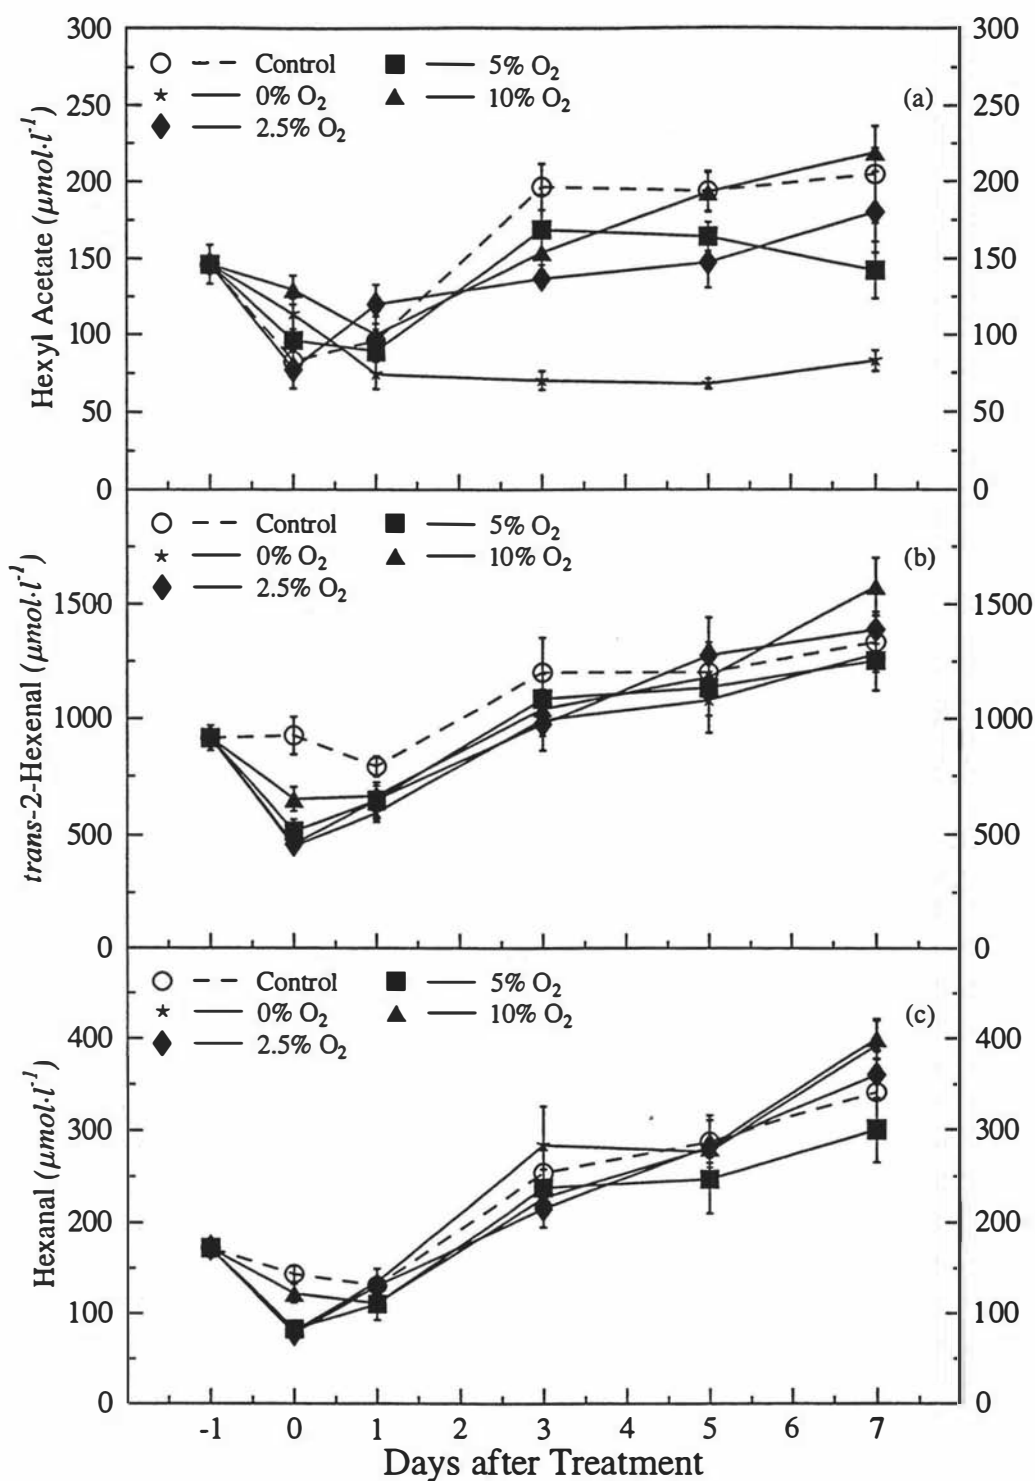 300
250
200
150
100
50
0
Hexyl Acetate (μmol·l⁻¹)
Control
0% O₂
2.5% O₂
5% O₂
10% O₂
(a)
300
250
200
150
100
50
0
1500
1000
500
0
trans-2-Hexenal (μmol·l⁻¹)
Control
0% O₂
2.5% O₂
5% O₂
10% O₂
(b)
1500
1000
500
0
400
300
200
100
0
Hexanal (μmol·l⁻¹)
Control
0% O₂
2.5% O₂
5% O₂
10% O₂
(c)
400
300
200
100
0
-1 0 1 2 3 4 5 6 7
Days after Treatment